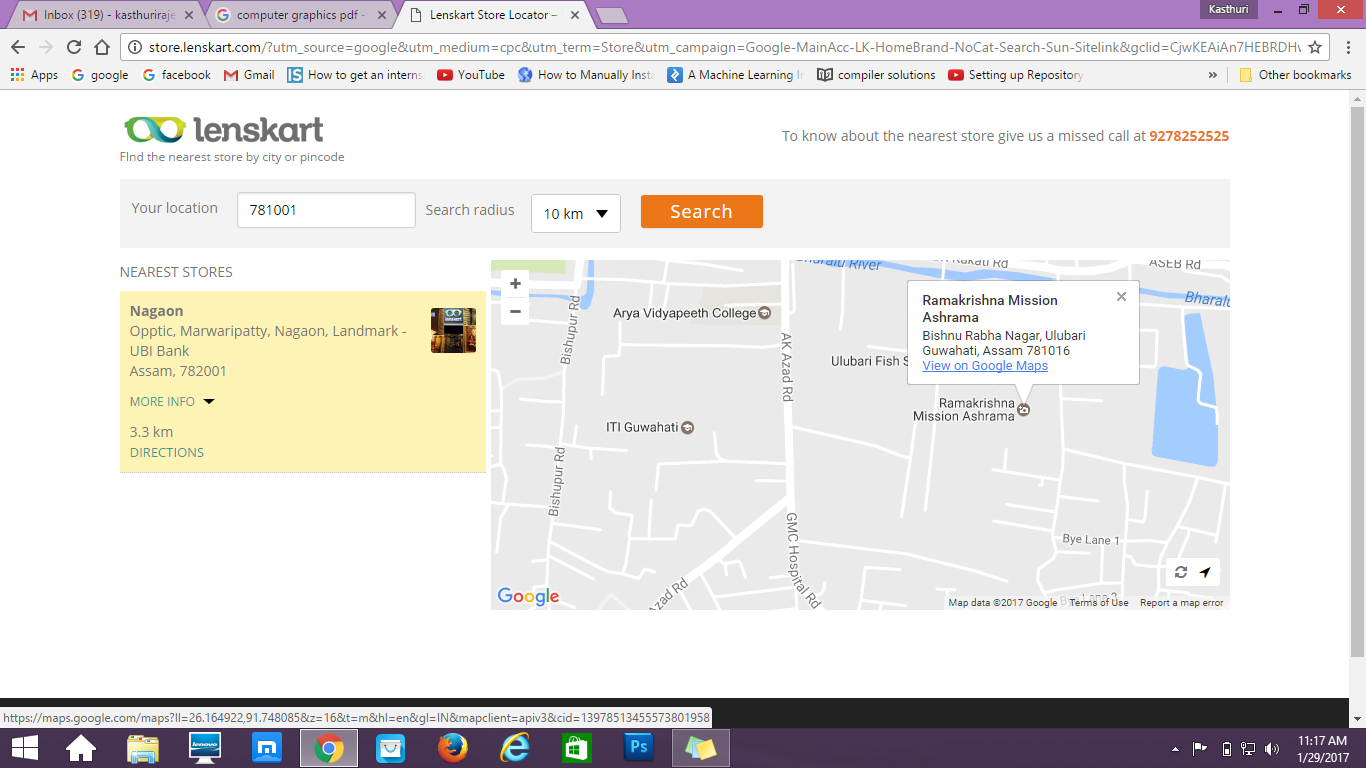 Inbox (319) - kasthuriraje
computer graphics pdf -
Lenskart Store Locator –
Kasthuri
store.lenskart.com/?utm_source=google&utm_medium=cpc&utm_term=Store&utm_campaign=Google-MainAcc-LK-HomeBrand-NoCat-Search-Sun-Sitelink&gclid=CjwKEAiAn7HEBRDHv
Apps
google
facebook
Gmail
How to get an interns
YouTube
How to Manually Insta
A Machine Learning In
compiler solutions
Setting up Repository
»
Other bookmarks
lenskart
FInd the nearest store by city or pincode
To know about the nearest store give us a missed call at 9278252525
Your location
781001
Search radius
10 km
Search
NEAREST STORES
Nagaon
Opptic, Marwaripatty, Nagaon, Landmark -
UBI Bank
Assam, 782001
MORE INFO
3.3 km
DIRECTIONS
+
−
Bharalu River
Rakati Rd
ASEB Rd
Bharalu
Arya Vidyapeeth College
Bishupur Rd
AK Azad Rd
Ulubari Fish S
Ramakrishna Mission
Ashrama
Bishnu Rabha Nagar, Ulubari
Guwahati, Assam 781016
View on Google Maps
Ramakrishna
Mission Ashrama
ITI Guwahati
Bishupur Rd
GMC Hospital Rd
Bye Lane 1
Azad Rd
Google
Map data ©2017 Google
Terms of Use
Report a map error
https://maps.google.com/maps?ll=26.164922,91.748085&z=16&t=m&hl=en&gl=IN&mapclient=apiv3&cid=13978513455573801958
lenovo
m
Ps
11:17 AM
1/29/2017